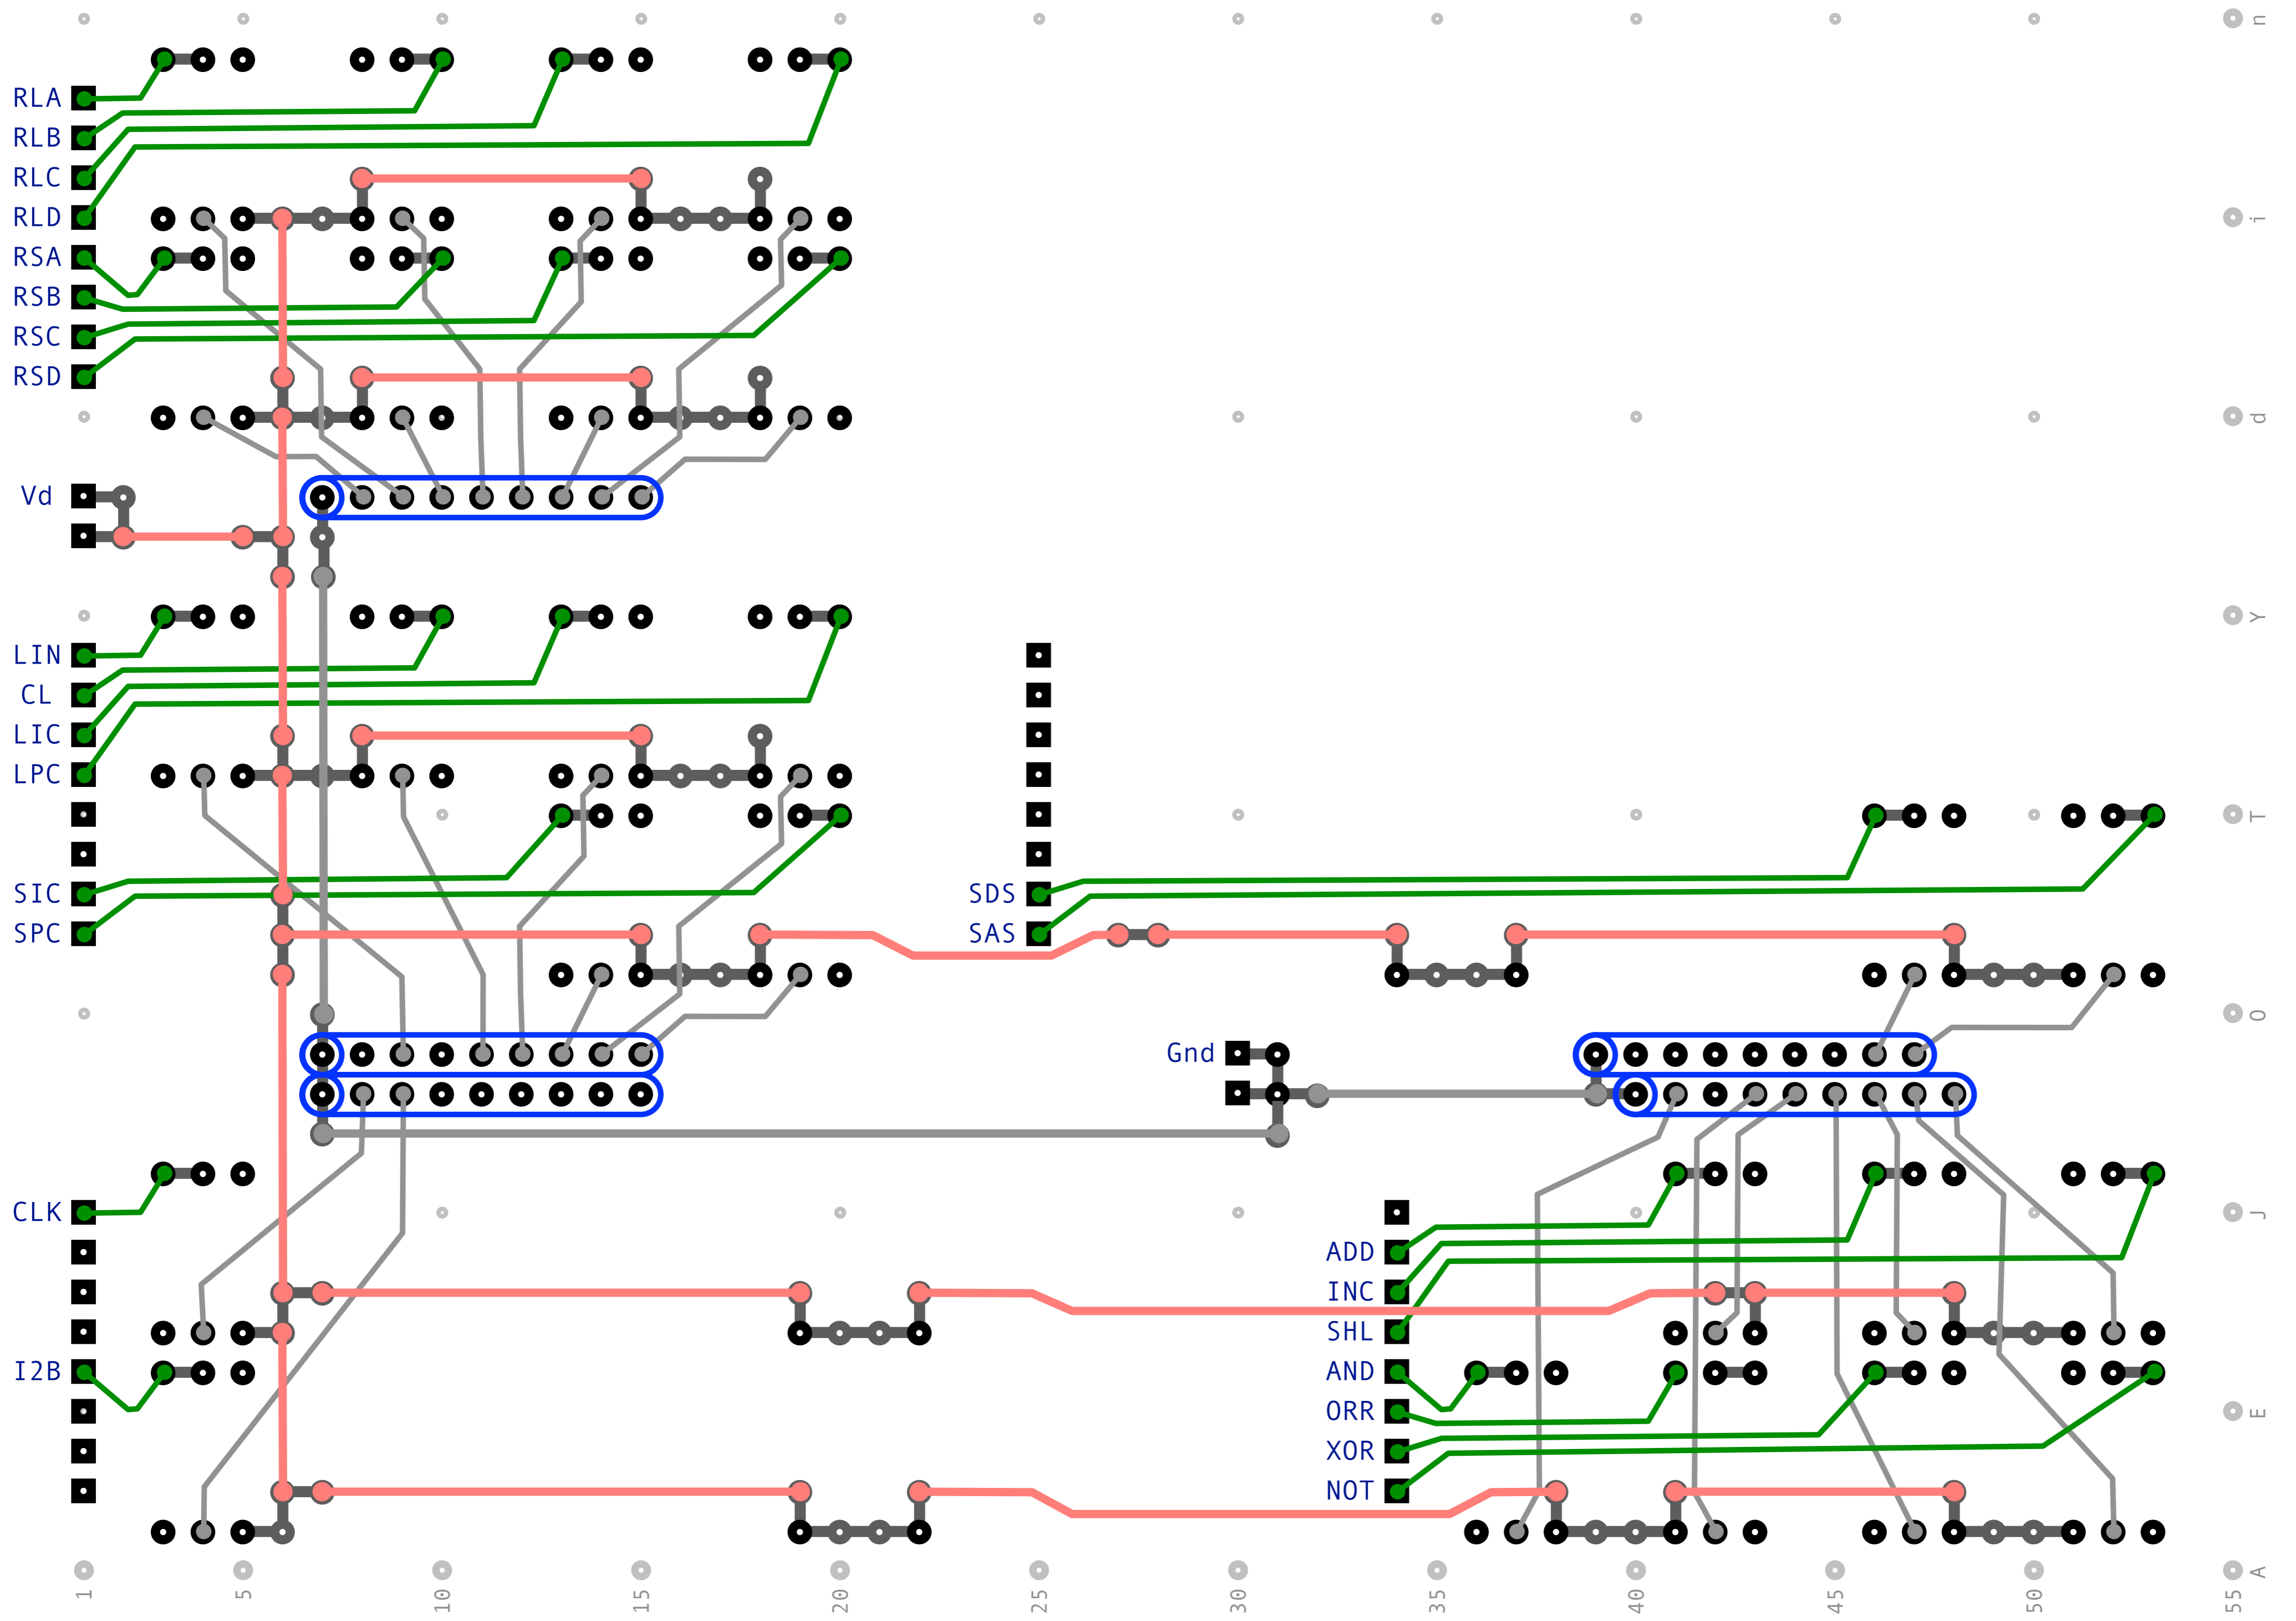 n
RLA
RLB
RLC
RLD
i
RSA
RSB
RSC
RSD
d
Vd
Y
LIN
CL
LIC
LPC
T
SIC
SDS
SPC
SAS
O
Gnd
CLK
J
ADD
INC
SHL
I2B
AND
ORR
E
XOR
NOT
A
1 5 10 15 20 25 30 35 40 45 50 55